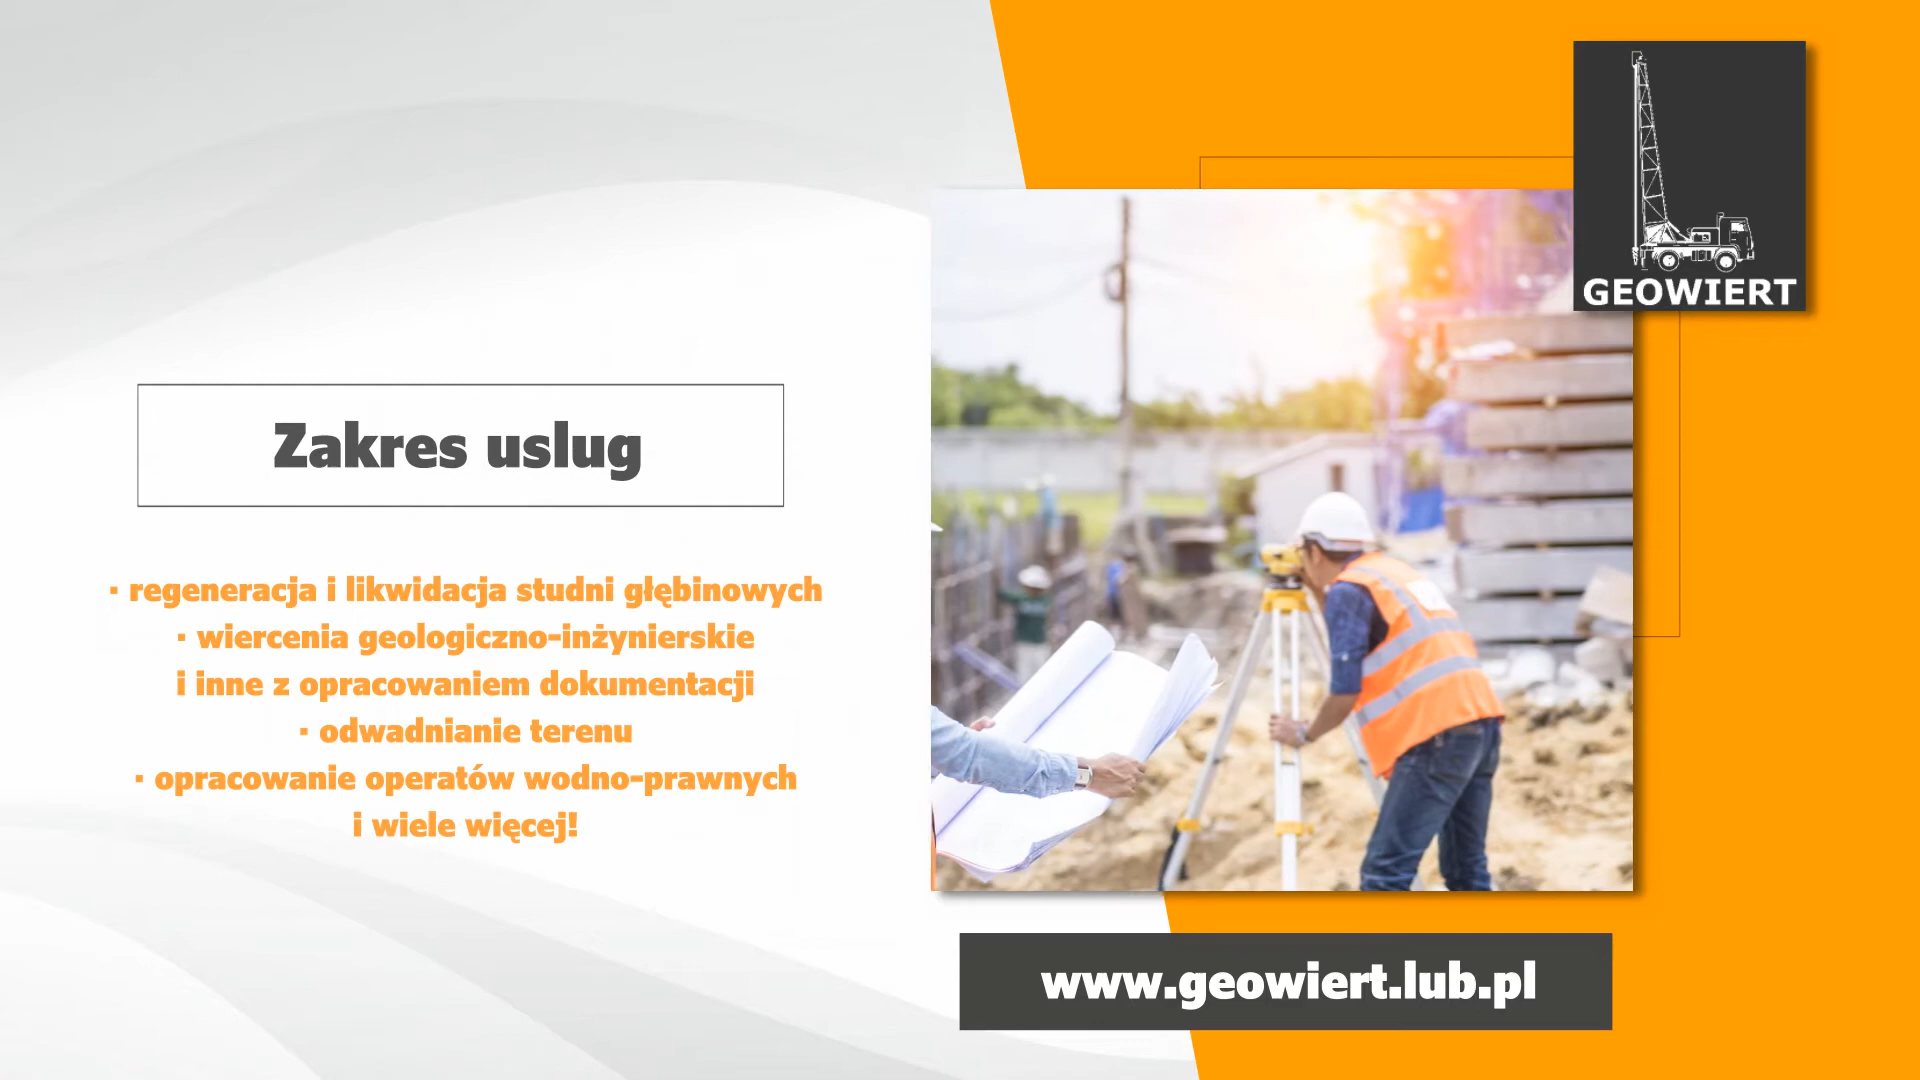 GEOWIERT
Zakres uslug
· regeneracja i likwidacja studni głębinowych
· wiercenia geologiczno-inżynierskie
i inne z opracowaniem dokumentacji
· odwadnianie terenu
· opracowanie operatów wodno-prawnych
i wiele więcej!
www.geowiert.lub.pl